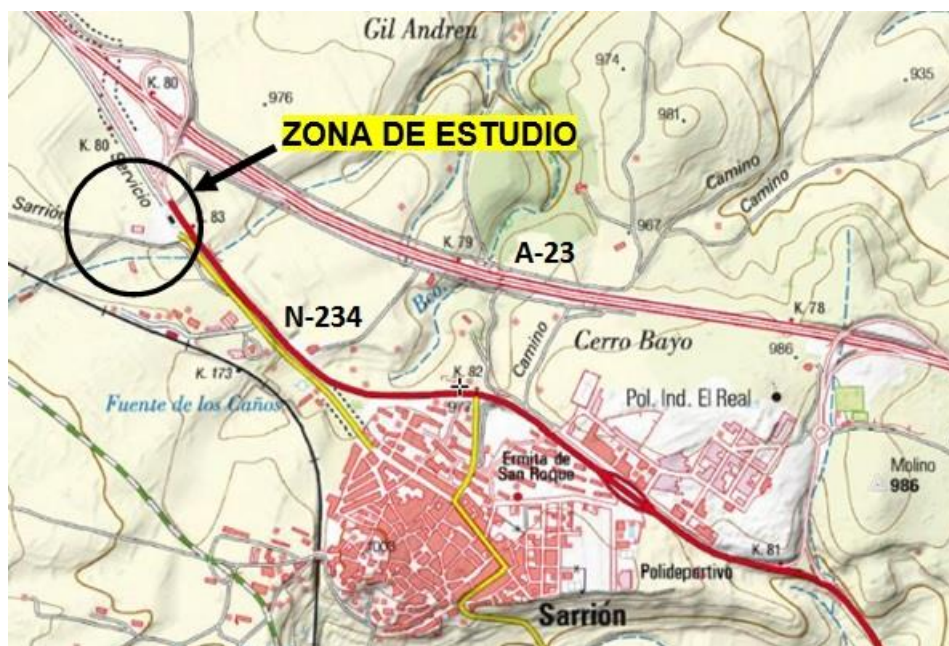 Gil Andreu
974
935
K. 80
976
981
ZONA DE ESTUDIO
K. 80
Servicio
Camino
Camino
Sarrión
83
967
K. 79
A-23
Bco.
N-234
K. 78
Camino
Cerro Bayo
986
K. 82
K. 173
977
Pol. Ind. El Real
Fuente de los Caños
Ermita de
San Roque
Molino
986
K. 81
1003
Polideportivo
Sarrión